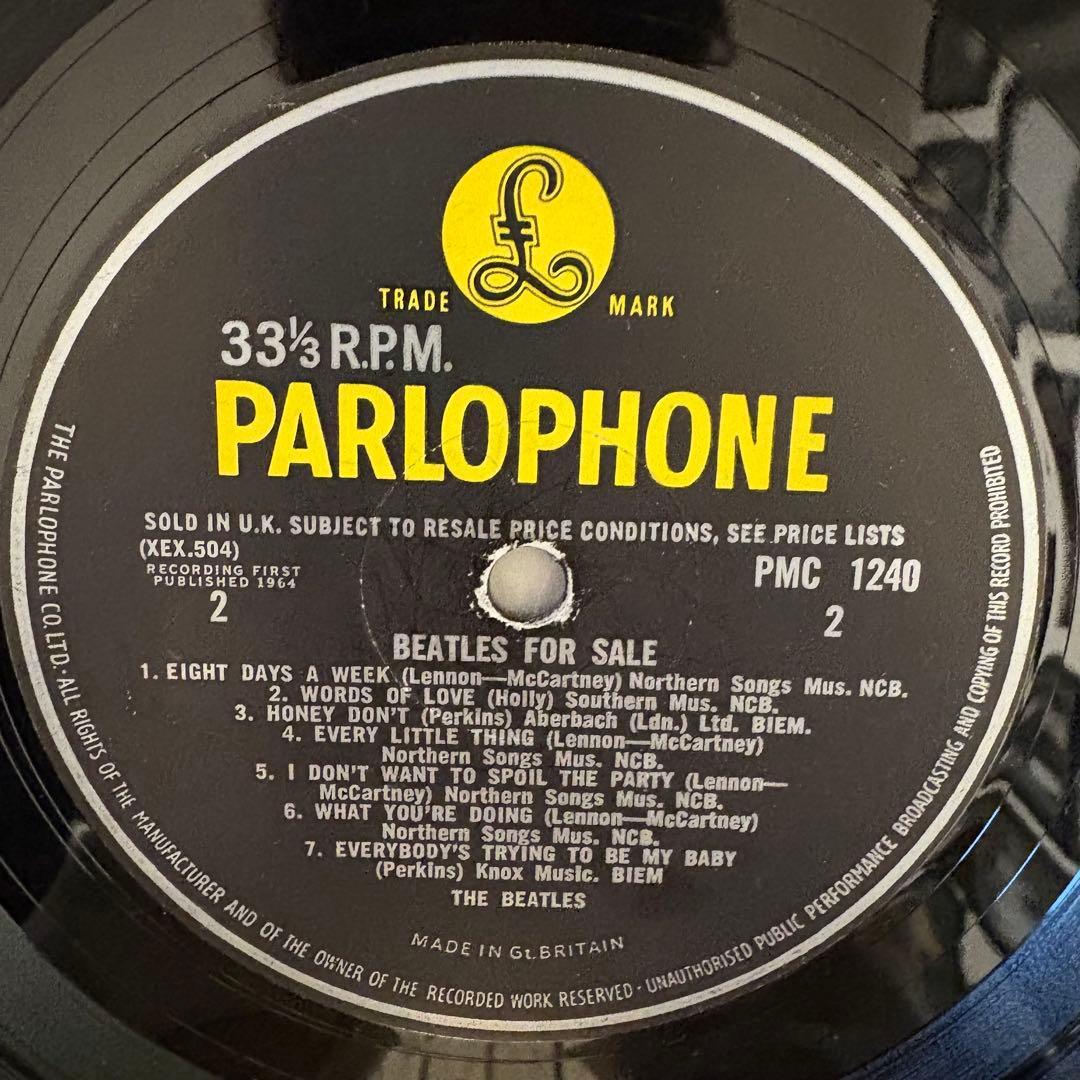 £
TRADE MARK
33⅓ R.P.M.
PARLOPHONE
SOLD IN U.K. SUBJECT TO RESALE PRICE CONDITIONS, SEE PRICE LISTS
(XEX.504)
RECORDING FIRST
PUBLISHED 1964
2
PMC 1240
2
BEATLES FOR SALE
1. EIGHT DAYS A WEEK (Lennon—McCartney) Northern Songs Mus. NCB.
2. WORDS OF LOVE (Holly) Southern Mus. NCB.
3. HONEY DON'T (Perkins) Aberbach (Ldn.) Ltd. BIEM.
4. EVERY LITTLE THING (Lennon—McCartney)
Northern Songs Mus. NCB.
5. I DON'T WANT TO SPOIL THE PARTY (Lennon—
McCartney) Northern Songs Mus. NCB.
6. WHAT YOU'RE DOING (Lennon—McCartney)
Northern Songs Mus. NCB.
7. EVERYBODY'S TRYING TO BE MY BABY
(Perkins) Knox Music. BIEM
THE BEATLES
MADE IN Gt. BRITAIN
THE PARLOPHONE CO. LTD. · ALL RIGHTS OF THE MANUFACTURER AND OF THE OWNER OF THE RECORDED WORK RESERVED · UNAUTHORISED PUBLIC PERFORMANCE BROADCASTING AND COPYING OF THIS RECORD PROHIBITED